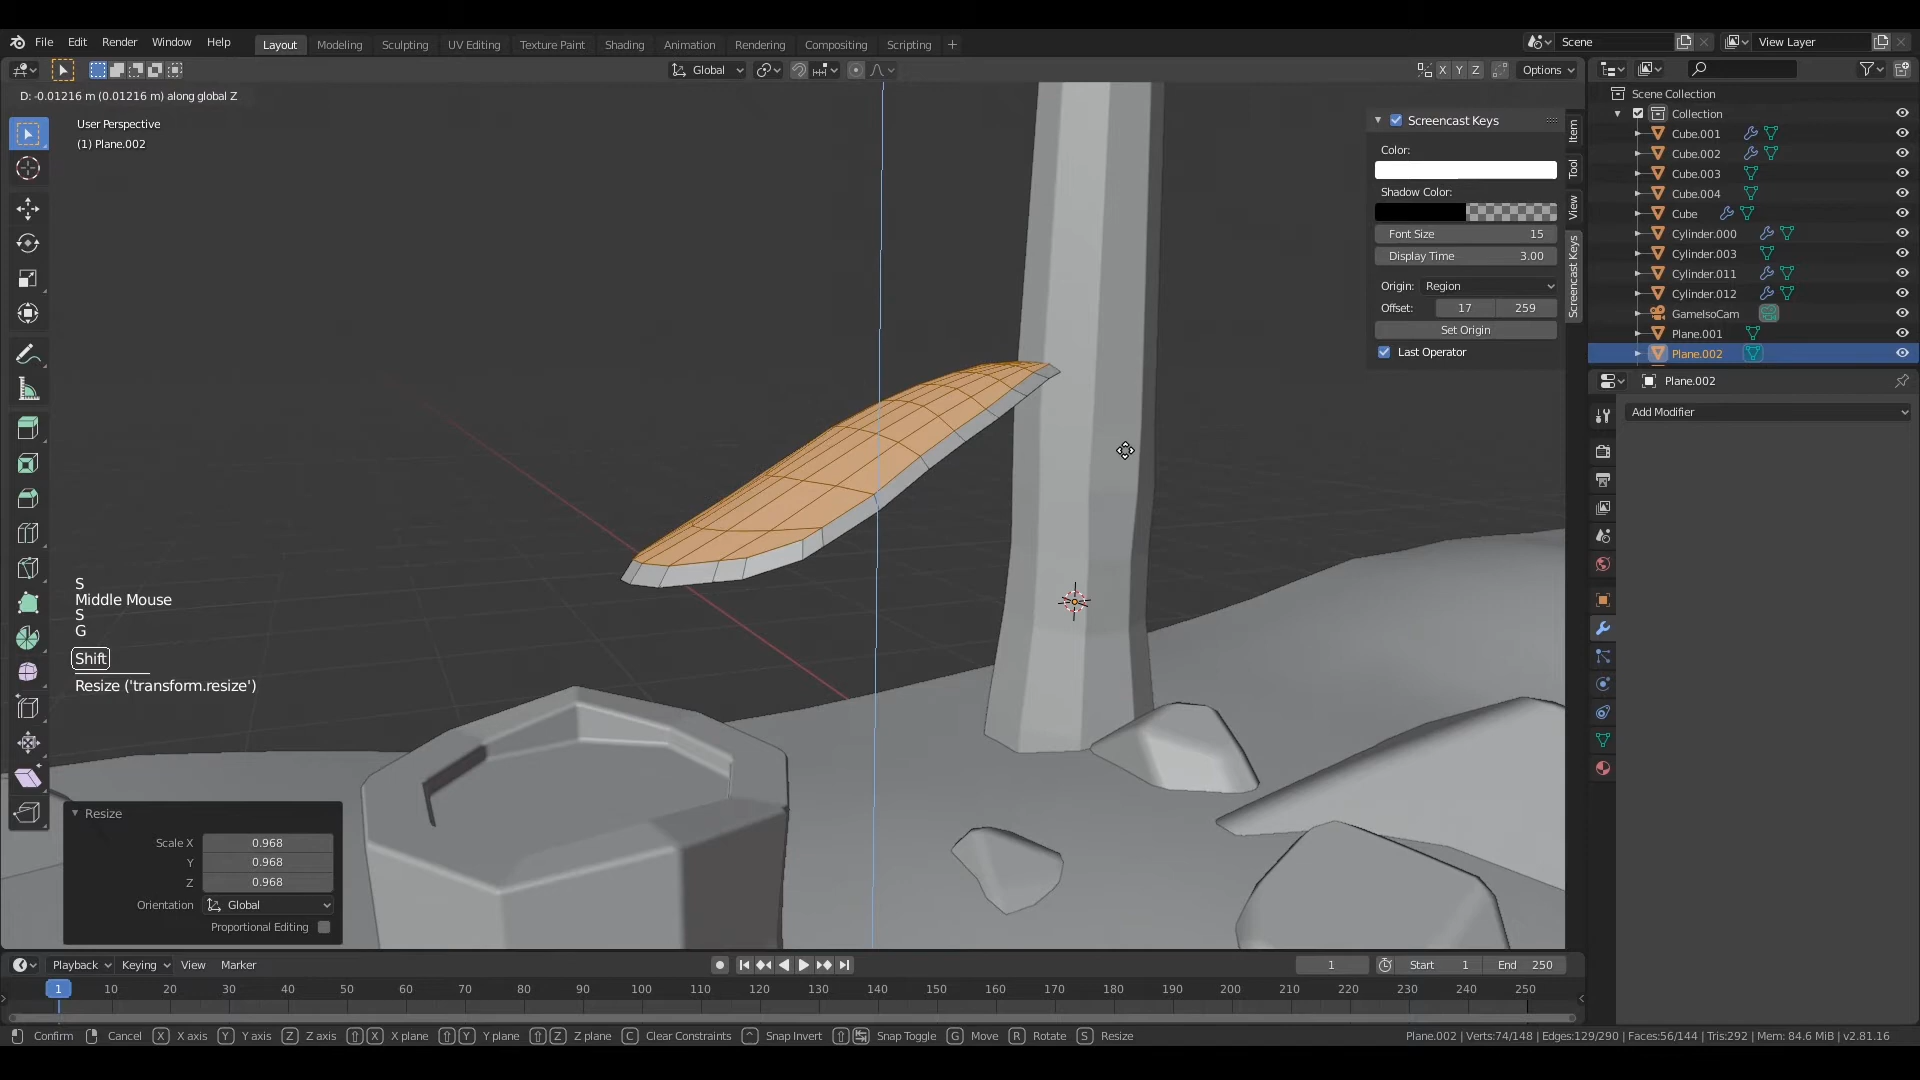 File Edit Render Window Help Layout Modeling Sculpting UV Editing Texture Paint Shading Animation Rendering Compositing Scripting + Scene View Layer
Global X Y Z Options
D: -0.01216 m (0.01216 m) along global Z
User Perspective
(1) Plane.002
Screencast Keys
Color:
Shadow Color:
Font Size 15
Display Time 3.00
Origin: Region
Offset: 17 259
Set Origin
Last Operator
Item
Tool
View
Screencast Keys
Scene Collection
Collection
Cube.001
Cube.002
Cube.003
Cube.004
Cube
Cylinder.000
Cylinder.003
Cylinder.011
Cylinder.012
GameIsoCam
Plane.001
Plane.002
Plane.002
Add Modifier
S
Middle Mouse
S
G
Shift
Resize ('transform.resize')
Resize
Scale X 0.968
Y 0.968
Z 0.968
Orientation Global
Proportional Editing
Playback Keying View Marker 1 Start 1 End 250
1 10 20 30 40 50 60 70 80 90 100 110 120 130 140 150 160 170 180 190 200 210 220 230 240 250
Confirm Cancel X X axis Y Y axis Z Z axis X X plane Y Y plane Z Z plane C Clear Constraints Snap Invert Snap Toggle G Move R Rotate S Resize Plane.002 | Verts:74/148 | Edges:129/290 | Faces:56/144 | Tris:292 | Mem: 84.6 MiB | v2.81.16